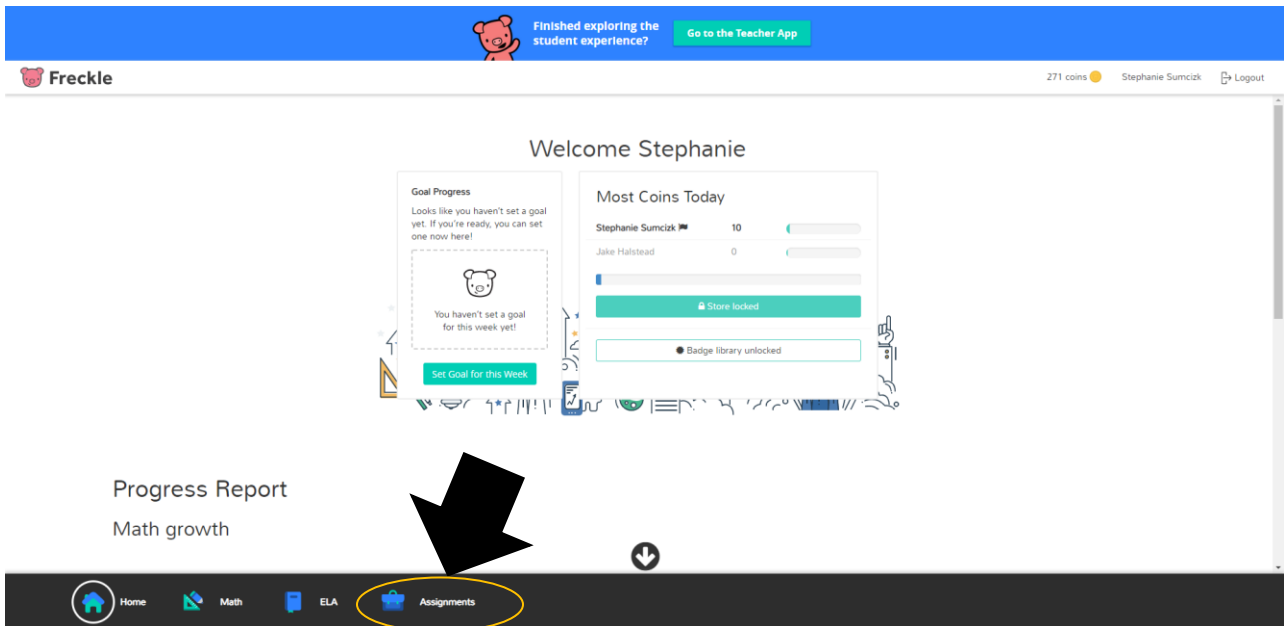 Finished exploring the
student experience?
Go to the Teacher App
Freckle
271 coins
Stephanie Sumcizk
Logout
Welcome Stephanie
Goal Progress
Looks like you haven't set a goal
yet. If you're ready, you can set
one now here!
You haven't set a goal
for this week yet!
Set Goal for this Week
Most Coins Today
Stephanie Sumcizk 10
Jake Halstead 0
Store locked
Badge library unlocked
Progress Report
Math growth
Home
Math
ELA
Assignments